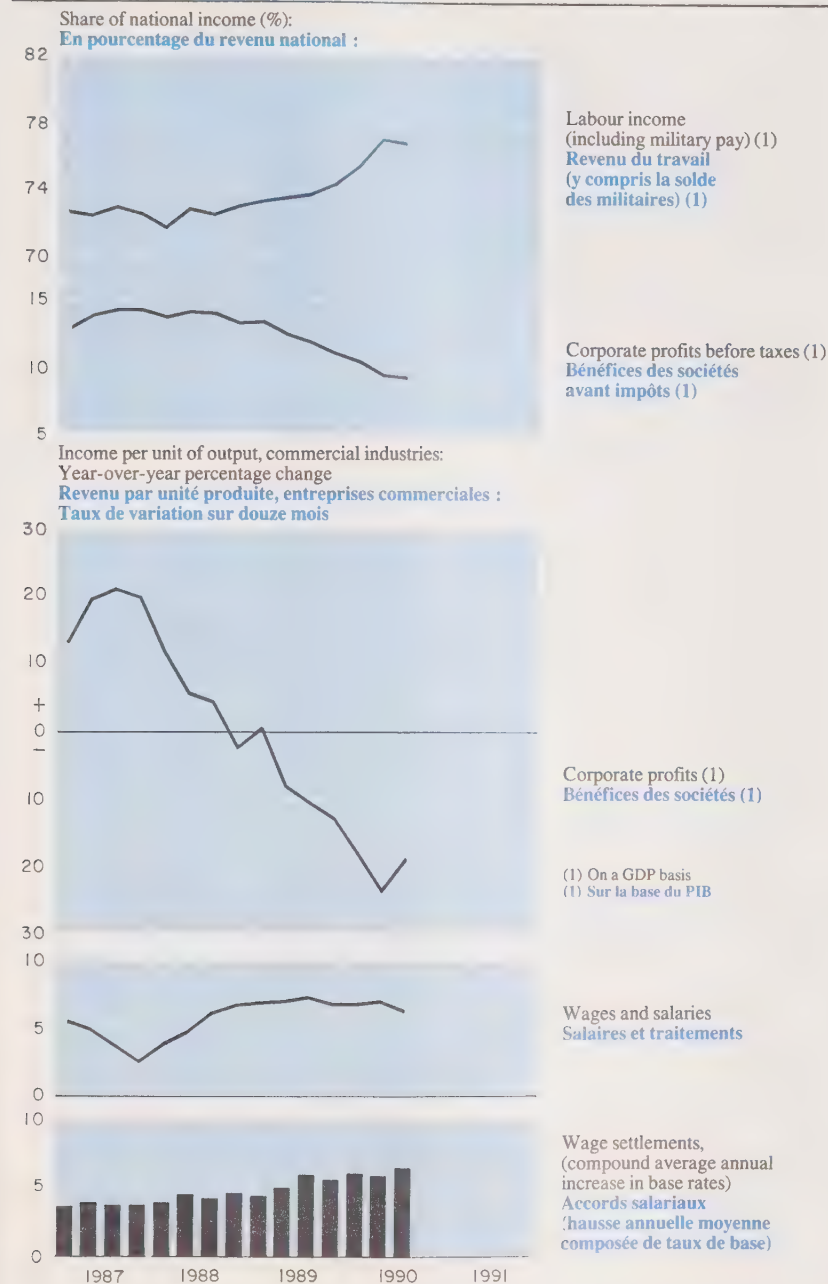 Share of national income (%):
En pourcentage du revenu national :
82
78
74
70
Labour income
(including military pay) (1)
Revenu du travail
(y compris la solde
des militaires) (1)
15
10
5
Corporate profits before taxes (1)
Bénéfices des sociétés
avant impôts (1)
Income per unit of output, commercial industries:
Year-over-year percentage change
Revenu par unité produite, entreprises commerciales :
Taux de variation sur douze mois
30
20
10
+
0
–
10
20
30
Corporate profits (1)
Bénéfices des sociétés (1)
(1) On a GDP basis
(1) Sur la base du PIB
10
5
0
Wages and salaries
Salaires et traitements
10
5
0
Wage settlements,
(compound average annual
increase in base rates)
Accords salariaux
'hausse annuelle moyenne
composée de taux de base)
1987 1988 1989 1990 1991